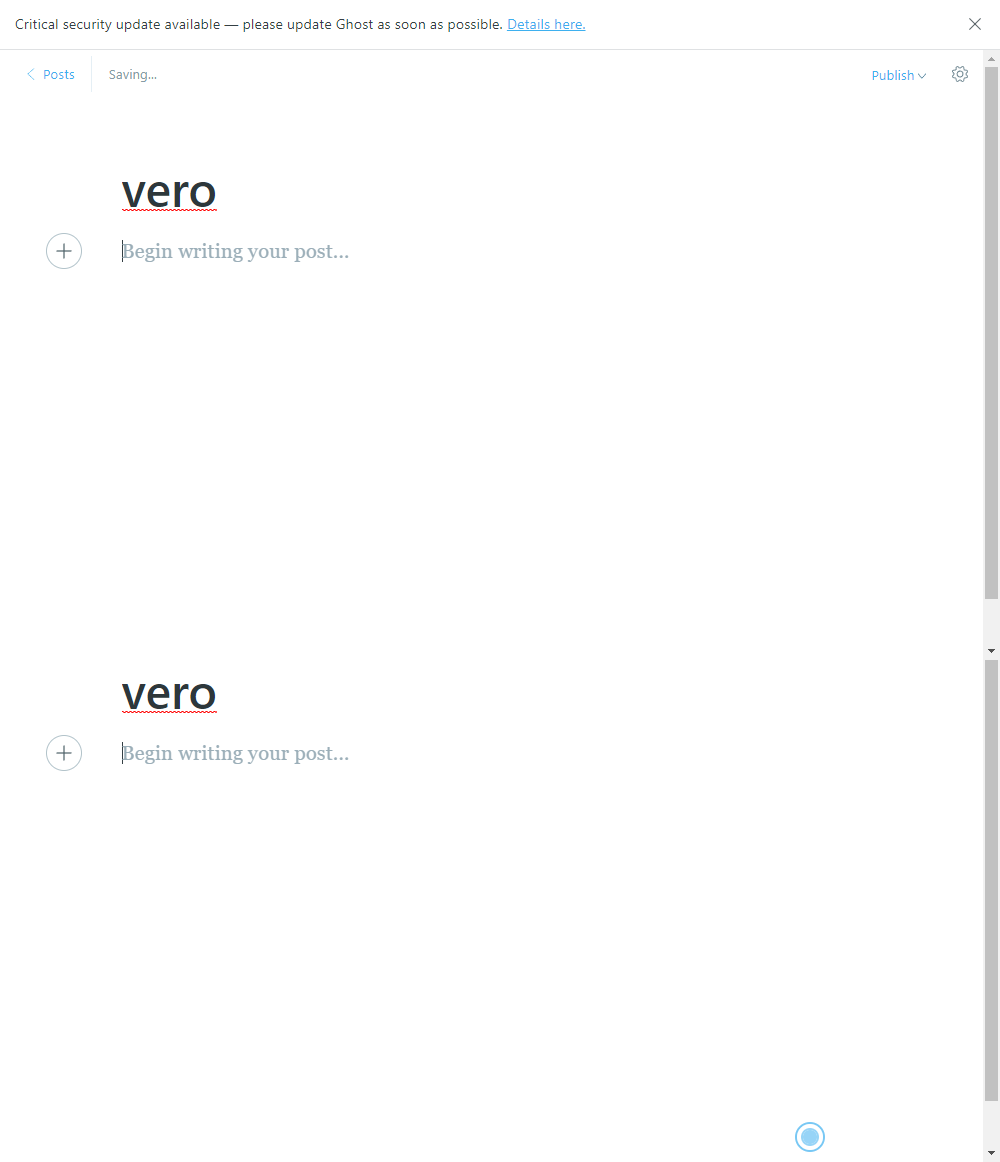 Critical security update available — please update Ghost as soon as possible. Details here.
Posts
Saving...
Publish
vero
Begin writing your post...
vero
Begin writing your post...